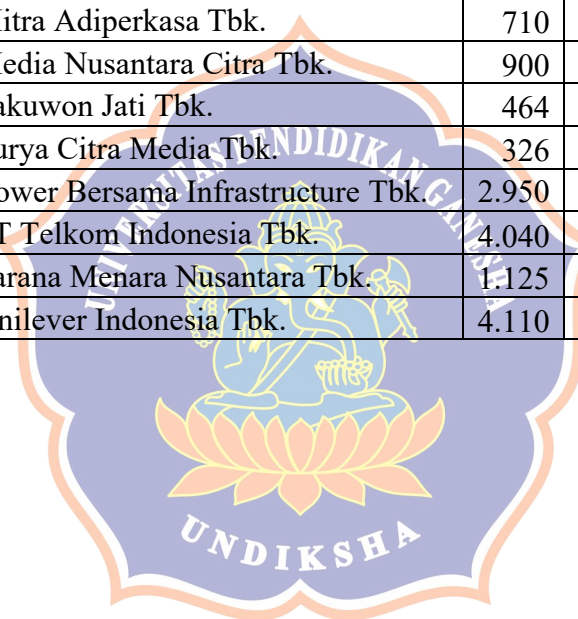 itra Adiperkasa Tbk. 710
edia Nusantara Citra Tbk. 900
akuwon Jati Tbk. 464
urya Citra Media Tbk. 326
ower Bersama Infrastructure Tbk. 2.950
T Telkom Indonesia Tbk. 4.040
arana Menara Nusantara Tbk. 1.125
nilever Indonesia Tbk. 4.110
UNIVERSITAS PENDIDIKAN GANESHA
UNDIKSHA